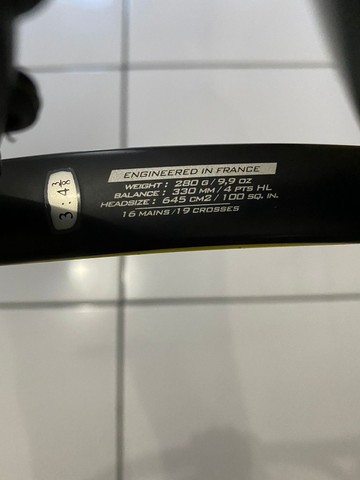 ENGINEERED IN FRANCE
WEIGHT : 280 G / 9,9 OZ
BALANCE : 330 MM / 4 PTS HL
HEADSIZE : 645 CM2 / 100 SQ. IN.
16 MAINS / 19 CROSSES
3 : 4 3/8